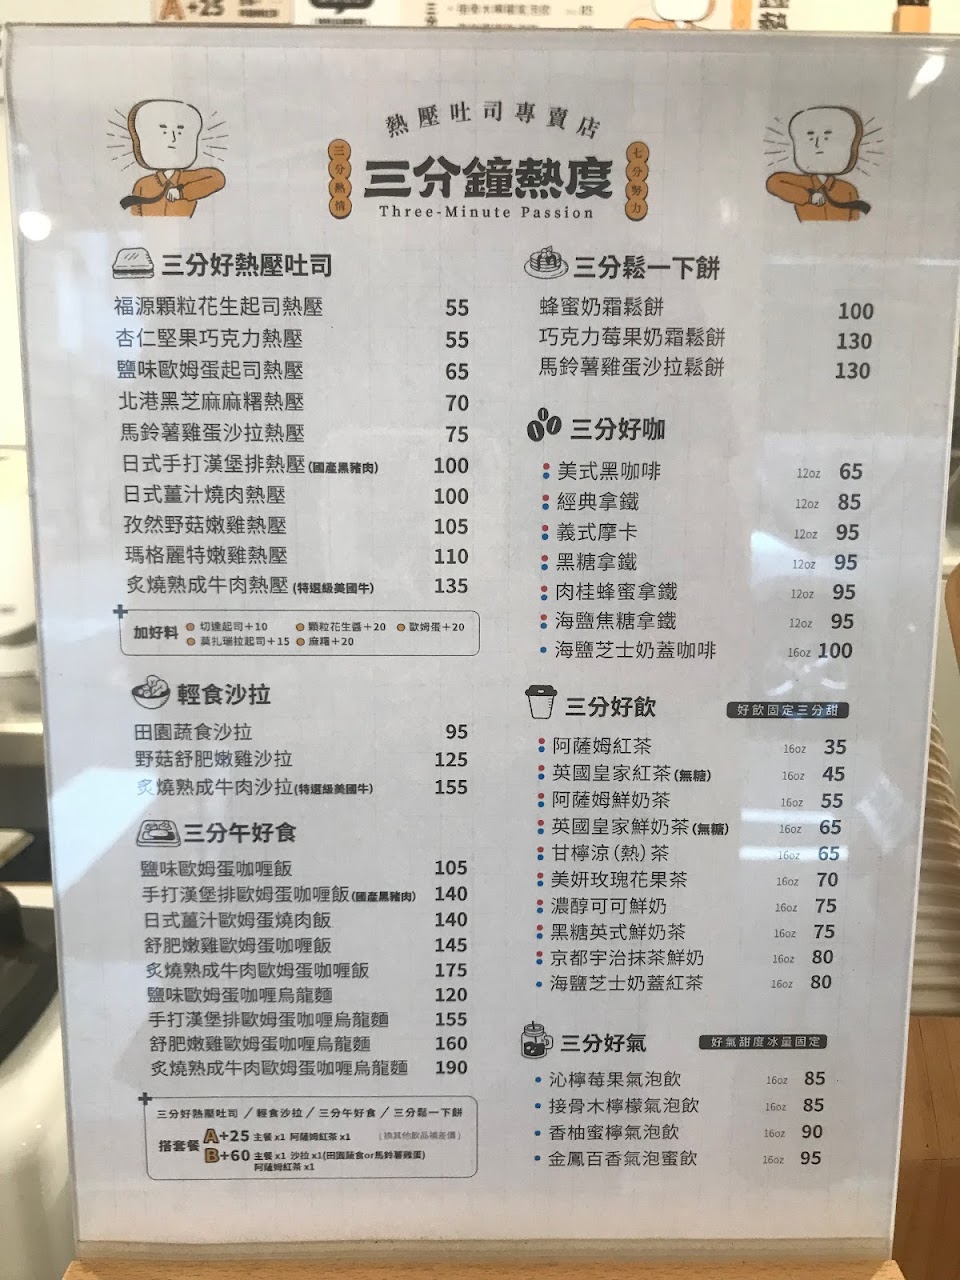 A+25
熱壓吐司專賣店
三分熱情
三分鐘熱度
七分努力
Three-Minute Passion
三分好熱壓吐司
福源顆粒花生起司熱壓 55
杏仁堅果巧克力熱壓 55
鹽味歐姆蛋起司熱壓 65
北港黑芝麻麻糬熱壓 70
馬鈴薯雞蛋沙拉熱壓 75
日式手打漢堡排熱壓(國產黑豬肉) 100
日式薑汁燒肉熱壓 100
孜然野菇嫩雞熱壓 105
瑪格麗特嫩雞熱壓 110
炙燒熟成牛肉熱壓(特選級美國牛) 135
加好料
切達起司+10 顆粒花生醬+20 歐姆蛋+20
莫扎瑞拉起司+15 麻糬+20
輕食沙拉
田園蔬食沙拉 95
野菇舒肥嫩雞沙拉 125
炙燒熟成牛肉沙拉(特選級美國牛) 155
三分午好食
鹽味歐姆蛋咖喱飯 105
手打漢堡排歐姆蛋咖喱飯(國產黑豬肉) 140
日式薑汁歐姆蛋燒肉飯 140
舒肥嫩雞歐姆蛋咖喱飯 145
炙燒熟成牛肉歐姆蛋咖喱飯 175
鹽味歐姆蛋咖喱烏龍麵 120
手打漢堡排歐姆蛋咖喱烏龍麵 155
舒肥嫩雞歐姆蛋咖喱烏龍麵 160
炙燒熟成牛肉歐姆蛋咖喱烏龍麵 190
三分好熱壓吐司 / 輕食沙拉 / 三分午好食 / 三分鬆一下餅
搭套餐
A+25 主餐 x1 阿薩姆紅茶 x1 (換其他飲品補差價)
B+60 主餐 x1 沙拉 x1(田園蔬食or馬鈴薯雞蛋)
阿薩姆紅茶 x1
三分鬆一下餅
蜂蜜奶霜鬆餅 100
巧克力莓果奶霜鬆餅 130
馬鈴薯雞蛋沙拉鬆餅 130
三分好咖
美式黑咖啡 12oz 65
經典拿鐵 12oz 85
義式摩卡 12oz 95
黑糖拿鐵 12oz 95
肉桂蜂蜜拿鐵 12oz 95
海鹽焦糖拿鐵 12oz 95
海鹽芝士奶蓋咖啡 16oz 100
三分好飲 好飲固定三分甜
阿薩姆紅茶 16oz 35
英國皇家紅茶(無糖) 16oz 45
阿薩姆鮮奶茶 16oz 55
英國皇家鮮奶茶(無糖) 16oz 65
甘檸涼(熱)茶 16oz 65
美妍玫瑰花果茶 16oz 70
濃醇可可鮮奶 16oz 75
黑糖英式鮮奶茶 16oz 75
京都宇治抹茶鮮奶 16oz 80
海鹽芝士奶蓋紅茶 16oz 80
三分好氣 好氣甜度冰量固定
沁檸莓果氣泡飲 16oz 85
接骨木檸檬氣泡飲 16oz 85
香柚蜜檸氣泡飲 16oz 90
金鳳百香氣泡蜜飲 16oz 95